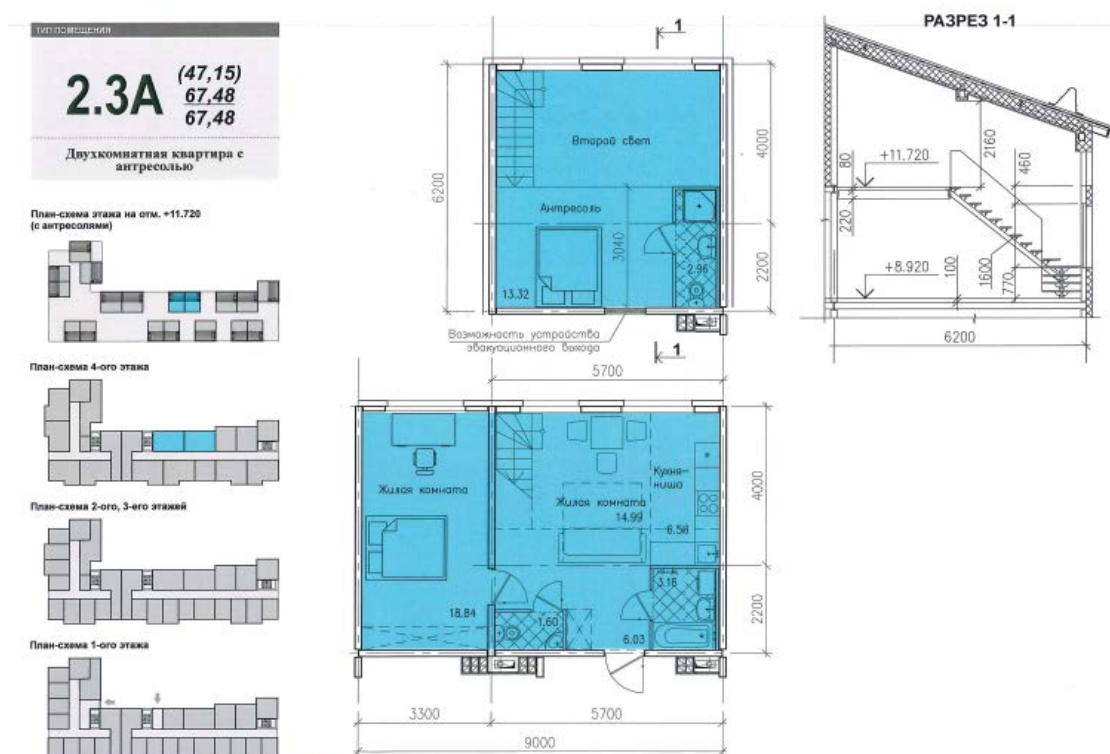 ТИП ПОМЕЩЕНИЯ
2.3А
(47,15)
67,48
67,48
Двухкомнатная квартира с
антресолью
План-схема этажа на отм. +11.720
(с антресолями)
План-схема 4-ого этажа
План-схема 2-ого, 3-его этажей
План-схема 1-ого этажа
1
Второй свет
Антресоль
3040
13.32
2.96
6200
4000
2200
Возможность устройства
эвакуационного выхода
1
5700
Жилая комната
18.84
Жилая комната
14.99
Кухня-
ниша
6.58
3.16
1.60
6.03
4000
2200
3300
5700
9000
РАЗРЕЗ 1-1
+11.720
80
220
2160
460
+8.920
100
1600
770
6200